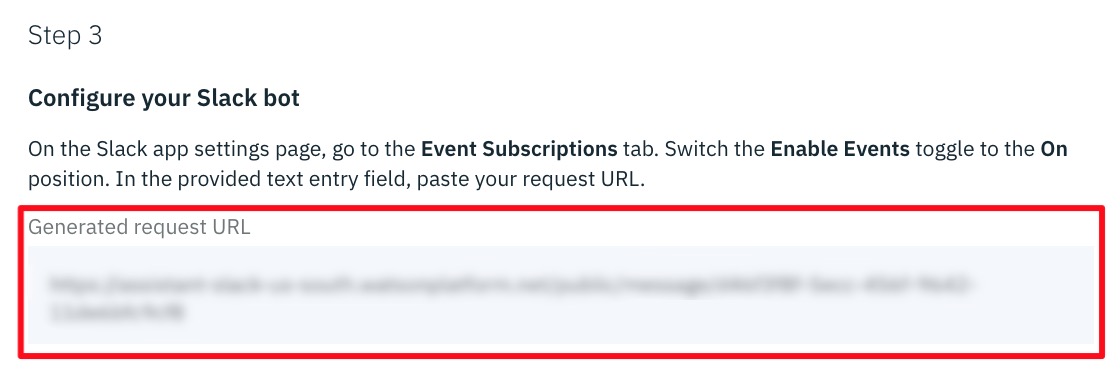 Step 3
Configure your Slack bot
On the Slack app settings page, go to the Event Subscriptions tab. Switch the Enable Events toggle to the On
position. In the provided text entry field, paste your request URL.
Generated request URL